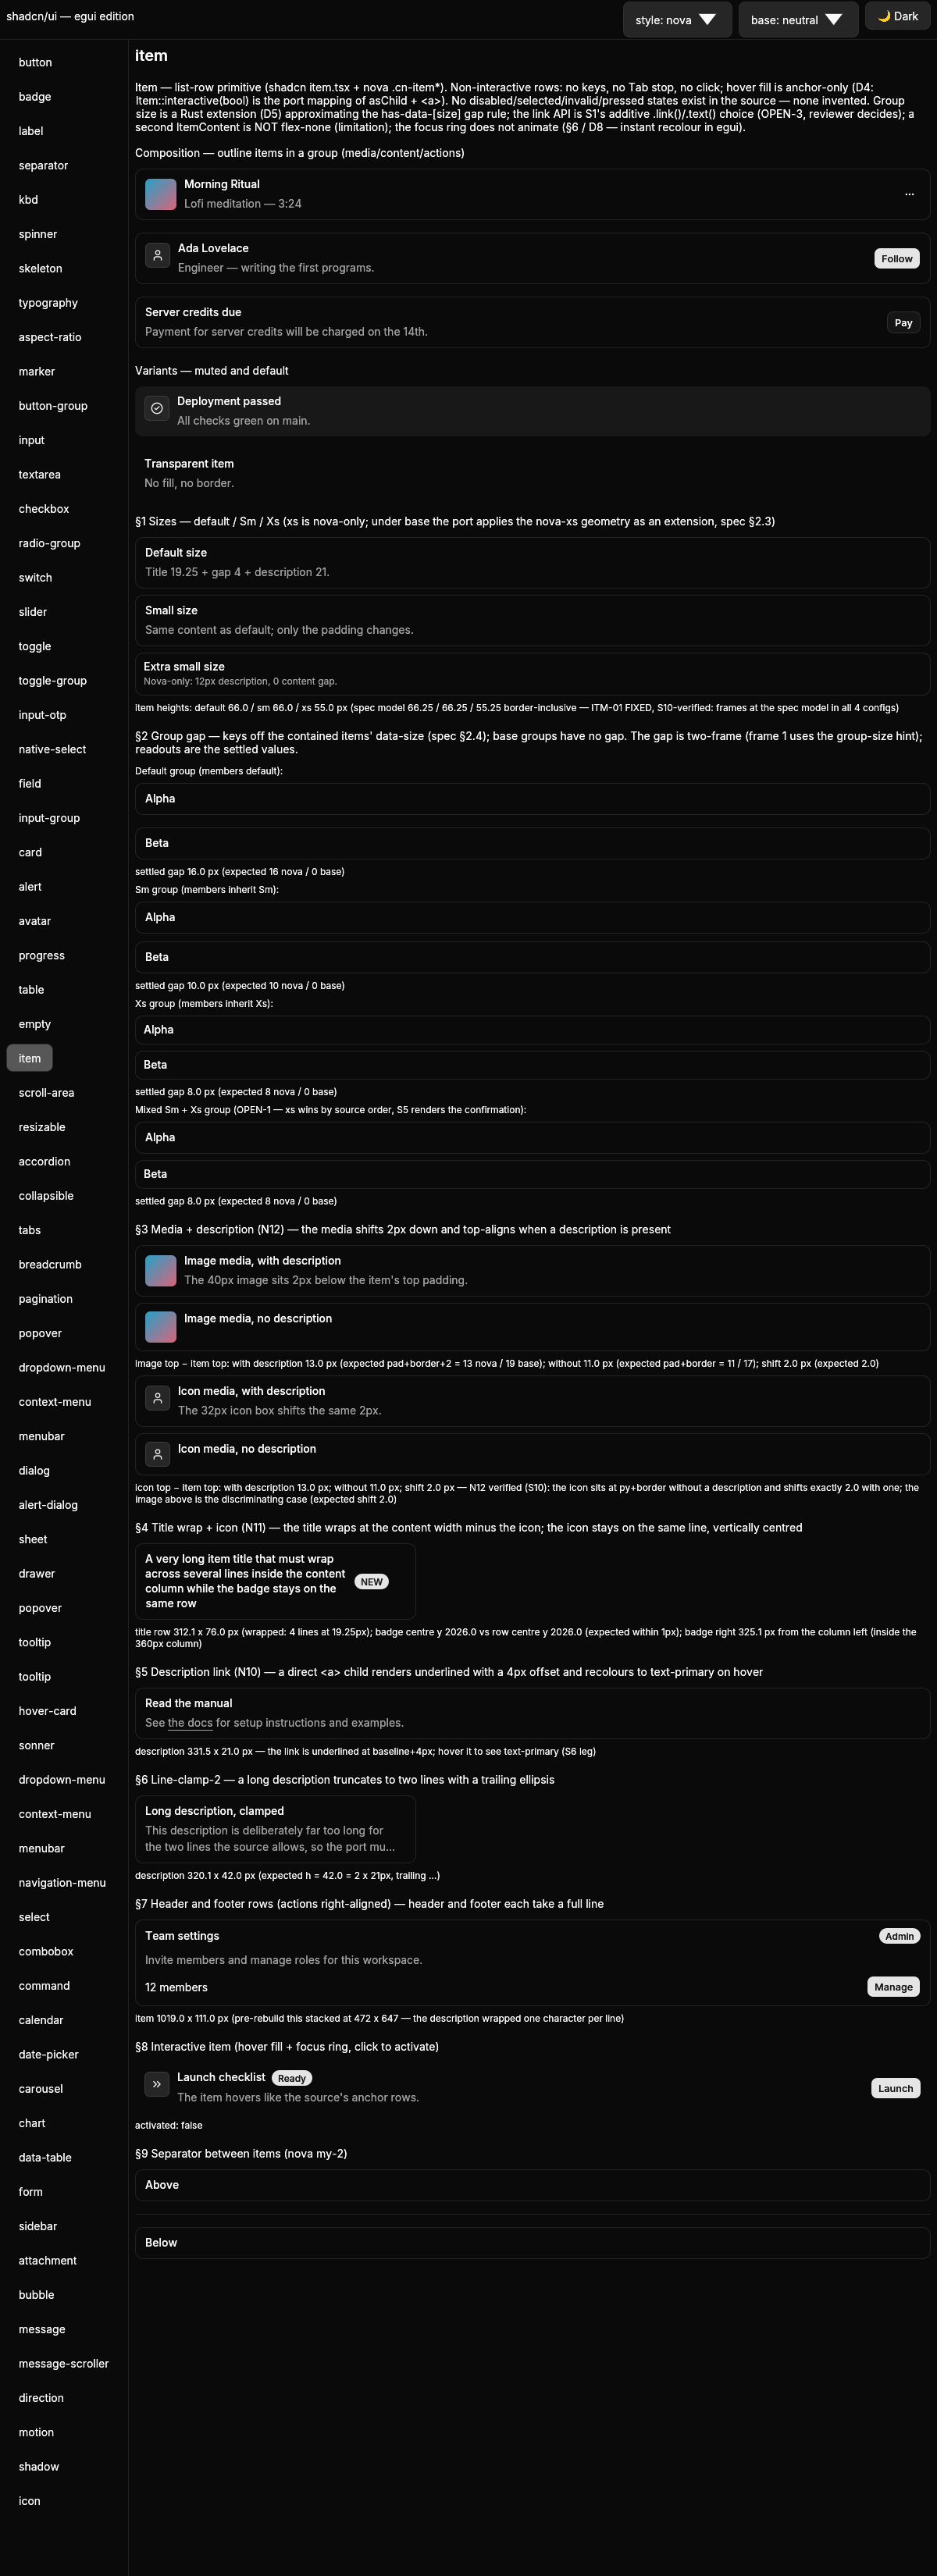 shadcn/ui — egui edition
style: nova
base: neutral
🌙 Dark
button
badge
label
separator
kbd
spinner
skeleton
typography
aspect-ratio
marker
button-group
input
textarea
checkbox
radio-group
switch
slider
toggle
toggle-group
input-otp
native-select
field
input-group
card
alert
avatar
progress
table
empty
item
scroll-area
resizable
accordion
collapsible
tabs
breadcrumb
pagination
popover
dropdown-menu
context-menu
menubar
dialog
alert-dialog
sheet
drawer
popover
tooltip
tooltip
hover-card
sonner
dropdown-menu
context-menu
menubar
navigation-menu
select
combobox
command
calendar
date-picker
carousel
chart
data-table
form
sidebar
attachment
bubble
message
message-scroller
direction
motion
shadow
icon
item
Item — list-row primitive (shadcn item.tsx + nova .cn-item*). Non-interactive rows: no keys, no Tab stop, no click; hover fill is anchor-only (D4:
Item::interactive(bool) is the port mapping of asChild + <a>). No disabled/selected/invalid/pressed states exist in the source — none invented. Group
size is a Rust extension (D5) approximating the has-data-[size] gap rule; the link API is S1's additive .link()/.text() choice (OPEN-3, reviewer decides); a
second ItemContent is NOT flex-none (limitation); the focus ring does not animate (§6 / D8 — instant recolour in egui).
Composition — outline items in a group (media/content/actions)
Morning Ritual
Lofi meditation — 3:24
...
Ada Lovelace
Engineer — writing the first programs.
Follow
Server credits due
Payment for server credits will be charged on the 14th.
Pay
Variants — muted and default
Deployment passed
All checks green on main.
Transparent item
No fill, no border.
§1 Sizes — default / Sm / Xs (xs is nova-only; under base the port applies the nova-xs geometry as an extension, spec §2.3)
Default size
Title 19.25 + gap 4 + description 21.
Small size
Same content as default; only the padding changes.
Extra small size
Nova-only: 12px description, 0 content gap.
item heights: default 66.0 / sm 66.0 / xs 55.0 px (spec model 66.25 / 66.25 / 55.25 border-inclusive — ITM-01 FIXED, S10-verified: frames at the spec model in all 4 configs)
§2 Group gap — keys off the contained items' data-size (spec §2.4); base groups have no gap. The gap is two-frame (frame 1 uses the group-size hint);
readouts are the settled values.
Default group (members default):
Alpha
Beta
settled gap 16.0 px (expected 16 nova / 0 base)
Sm group (members inherit Sm):
Alpha
Beta
settled gap 10.0 px (expected 10 nova / 0 base)
Xs group (members inherit Xs):
Alpha
Beta
settled gap 8.0 px (expected 8 nova / 0 base)
Mixed Sm + Xs group (OPEN-1 — xs wins by source order, S5 renders the confirmation):
Alpha
Beta
settled gap 8.0 px (expected 8 nova / 0 base)
§3 Media + description (N12) — the media shifts 2px down and top-aligns when a description is present
Image media, with description
The 40px image sits 2px below the item's top padding.
Image media, no description
image top − item top: with description 13.0 px (expected pad+border+2 = 13 nova / 19 base); without 11.0 px (expected pad+border = 11 / 17); shift 2.0 px (expected 2.0)
Icon media, with description
The 32px icon box shifts the same 2px.
Icon media, no description
icon top − item top: with description 13.0 px; without 11.0 px; shift 2.0 px — N12 verified (S10): the icon sits at py+border without a description and shifts exactly 2.0 with one; the
image above is the discriminating case (expected shift 2.0)
§4 Title wrap + icon (N11) — the title wraps at the content width minus the icon; the icon stays on the same line, vertically centred
A very long item title that must wrap
across several lines inside the content
column while the badge stays on the
same row
NEW
title row 312.1 x 76.0 px (wrapped: 4 lines at 19.25px); badge centre y 2026.0 vs row centre y 2026.0 (expected within 1px); badge right 325.1 px from the column left (inside the
360px column)
§5 Description link (N10) — a direct <a> child renders underlined with a 4px offset and recolours to text-primary on hover
Read the manual
See the docs for setup instructions and examples.
description 331.5 x 21.0 px — the link is underlined at baseline+4px; hover it to see text-primary (S6 leg)
§6 Line-clamp-2 — a long description truncates to two lines with a trailing ellipsis
Long description, clamped
This description is deliberately far too long for
the two lines the source allows, so the port mu...
description 320.1 x 42.0 px (expected h = 42.0 = 2 x 21px, trailing ...)
§7 Header and footer rows (actions right-aligned) — header and footer each take a full line
Team settings
Admin
Invite members and manage roles for this workspace.
12 members
Manage
item 1019.0 x 111.0 px (pre-rebuild this stacked at 472 x 647 — the description wrapped one character per line)
§8 Interactive item (hover fill + focus ring, click to activate)
Launch checklist
Ready
The item hovers like the source's anchor rows.
Launch
activated: false
§9 Separator between items (nova my-2)
Above
Below